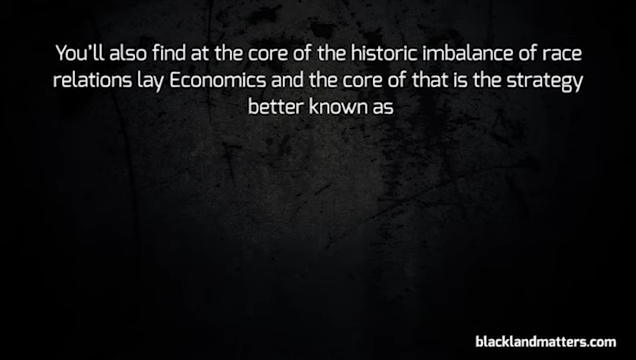 You'll also find at the core of the historic imbalance of race
relations lay Economics and the core of that is the strategy
better known as
blacklandmatters.com